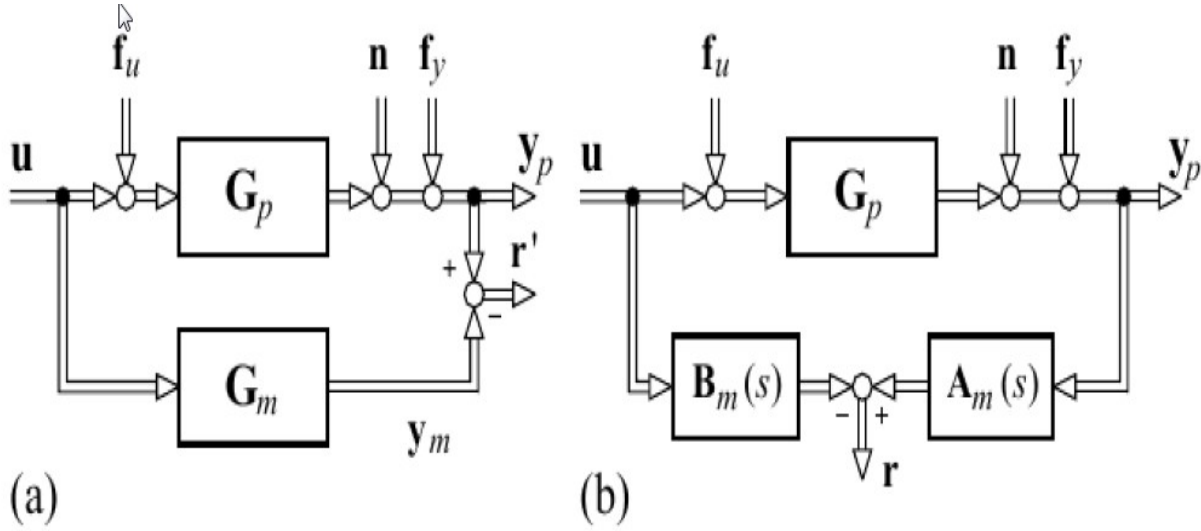 f_u n f_y f_u n f_y
u G_p y_p u G_p y_p
+ r'
-
G_m B_m(s) - + A_m(s)
y_m r
(a) (b)